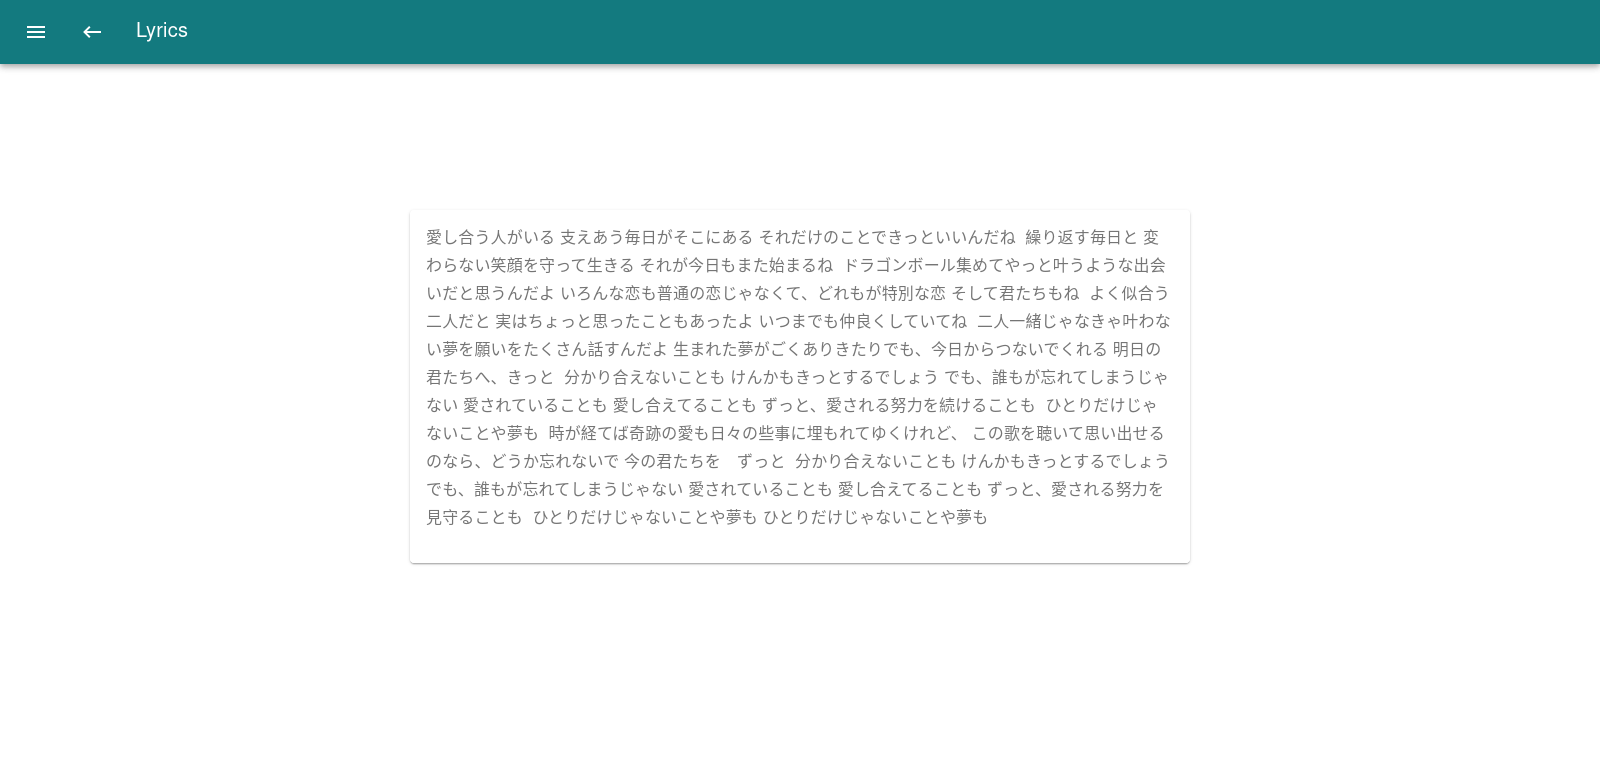 Lyrics
愛し合う人がいる 支えあう毎日がそこにある それだけのことできっといいんだね  繰り返す毎日と 変
わらない笑顔を守って生きる それが今日もまた始まるね  ドラゴンボール集めてやっと叶うような出会
いだと思うんだよ いろんな恋も普通の恋じゃなくて、どれもが特別な恋 そして君たちもね  よく似合う
二人だと 実はちょっと思ったこともあったよ いつまでも仲良くしていてね  二人一緒じゃなきゃ叶わな
い夢を願いをたくさん話すんだよ 生まれた夢がごくありきたりでも、今日からつないでくれる 明日の
君たちへ、きっと  分かり合えないことも けんかもきっとするでしょう でも、誰もが忘れてしまうじゃ
ない 愛されていることも 愛し合えてることも ずっと、愛される努力を続けることも  ひとりだけじゃ
ないことや夢も  時が経てば奇跡の愛も日々の些事に埋もれてゆくけれど、 この歌を聴いて思い出せる
のなら、どうか忘れないで 今の君たちを　ずっと  分かり合えないことも けんかもきっとするでしょう
でも、誰もが忘れてしまうじゃない 愛されていることも 愛し合えてることも ずっと、愛される努力を
見守ることも  ひとりだけじゃないことや夢も ひとりだけじゃないことや夢も